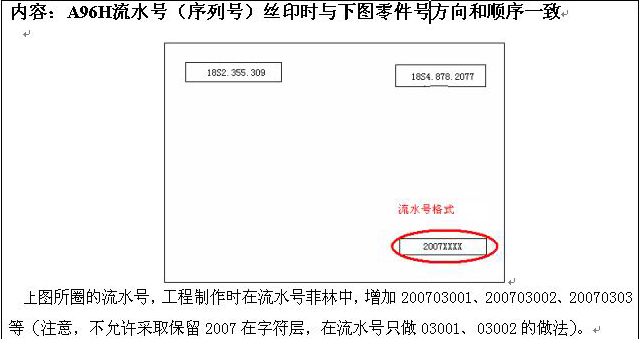 内容：A96H流水号（序列号）丝印时与下图零件号方向和顺序一致
18S2.355.309
18S4.878.2077
流水号格式
2007XXXX
上图所圈的流水号，工程制作时在流水号菲林中，增加 200703001、200703002、20070303
等（注意，不允许采取保留 2007 在字符层，在流水号只做 03001、03002 的做法）。